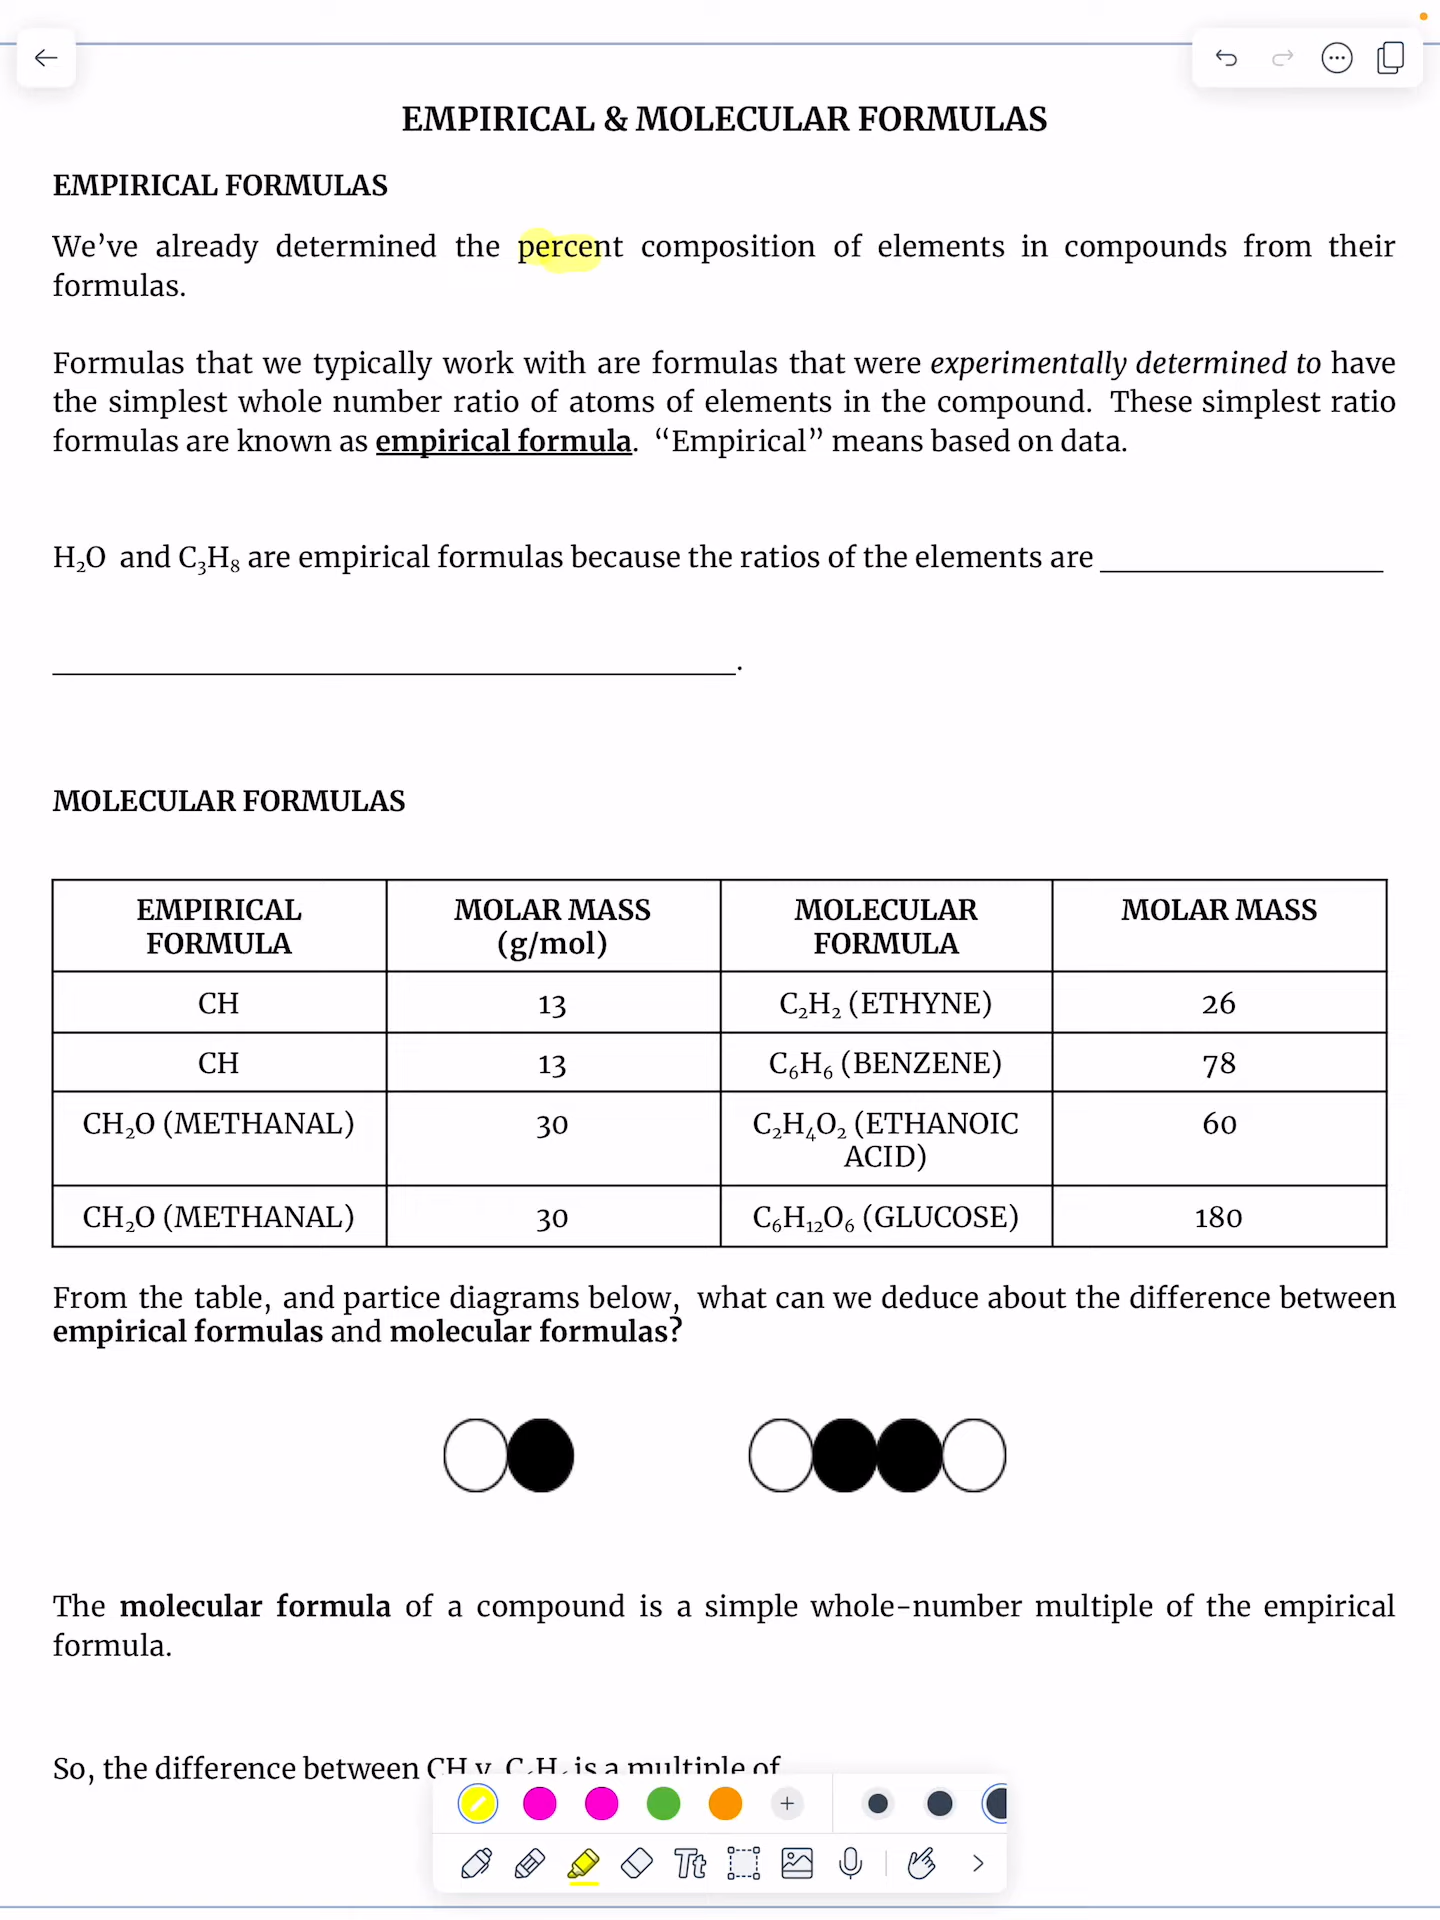 EMPIRICAL & MOLECULAR FORMULAS
EMPIRICAL FORMULAS
We’ve already determined the percent composition of elements in compounds from their
formulas.
Formulas that we typically work with are formulas that were experimentally determined to have
the simplest whole number ratio of atoms of elements in the compound. These simplest ratio
formulas are known as empirical formula. “Empirical” means based on data.
H₂O and C₃H₈ are empirical formulas because the ratios of the elements are ____________________
________________________________________________.
MOLECULAR FORMULAS
EMPIRICAL FORMULA MOLAR MASS (g/mol) MOLECULAR FORMULA MOLAR MASS
CH 13 C₂H₂ (ETHYNE) 26
CH 13 C₆H₆ (BENZENE) 78
CH₂O (METHANAL) 30 C₂H₄O₂ (ETHANOIC ACID) 60
CH₂O (METHANAL) 30 C₆H₁₂O₆ (GLUCOSE) 180
From the table, and partice diagrams below, what can we deduce about the difference between
empirical formulas and molecular formulas?
The molecular formula of a compound is a simple whole-number multiple of the empirical
formula.
So, the difference between CH v. is a multiple of
Tt